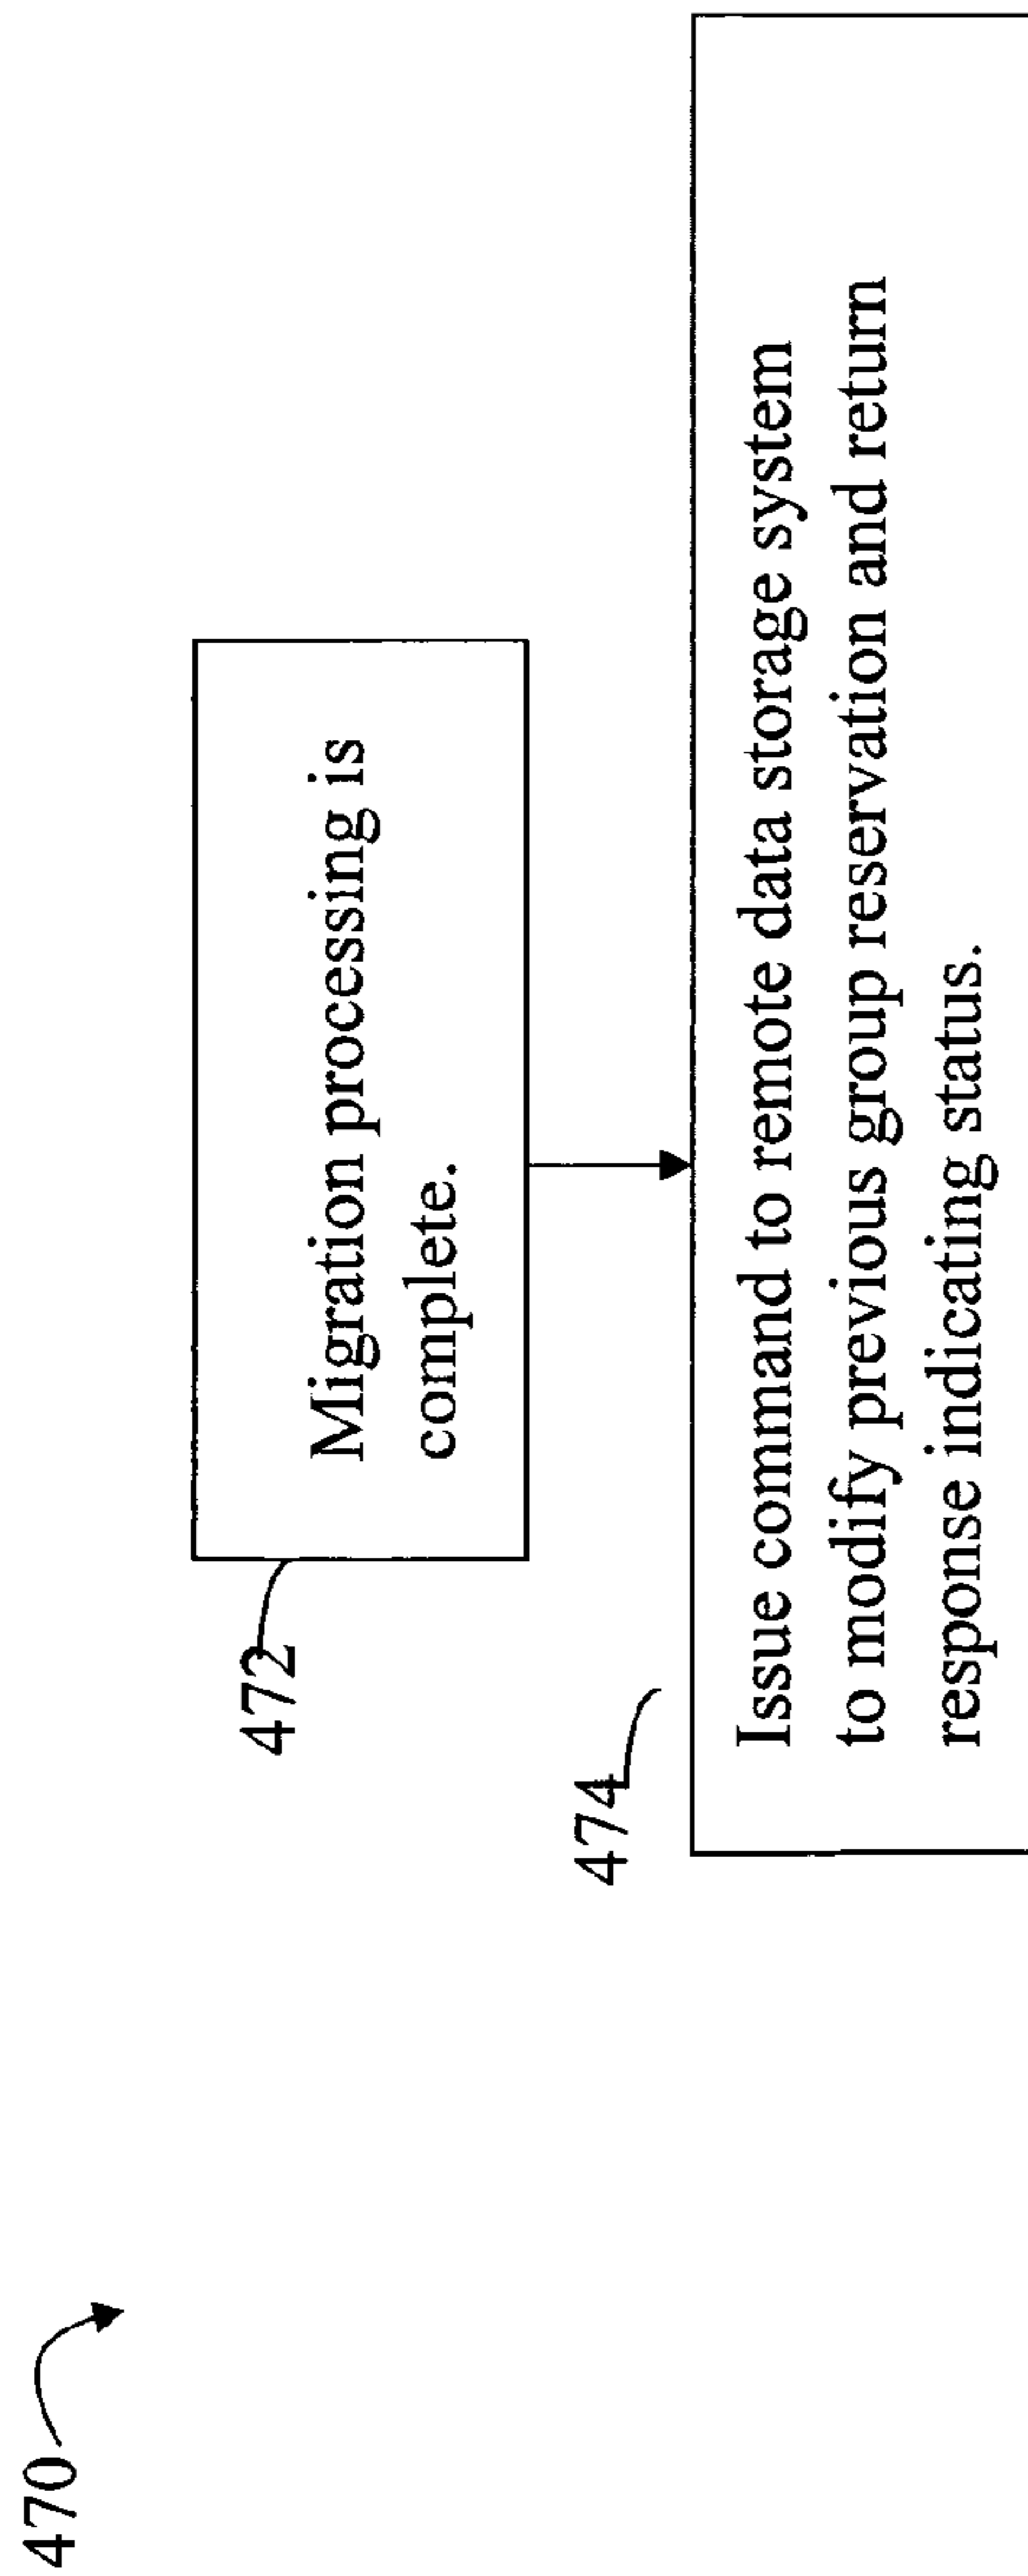 470
472
Migration processing is
complete.
474
Issue command to remote data storage system
to modify previous group reservation and return
response indicating status.